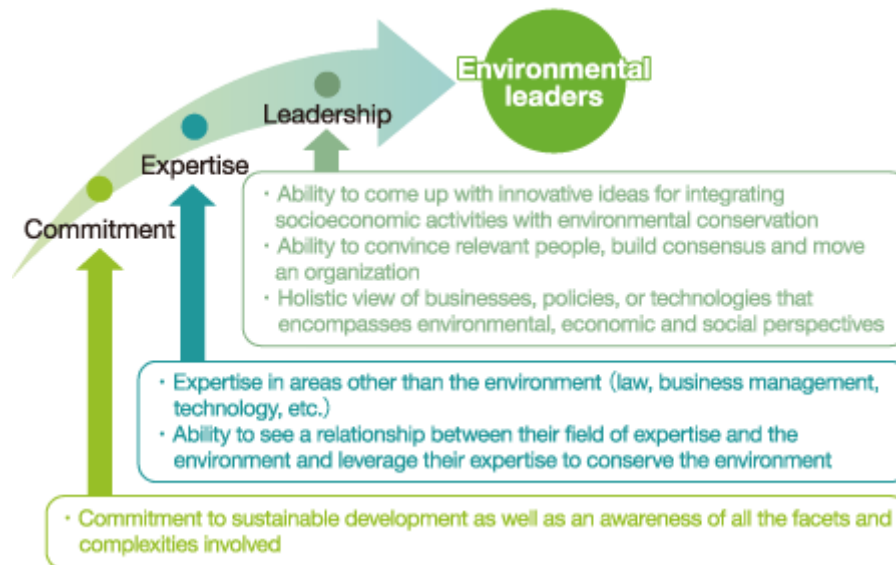 Environmental
leaders
Leadership
Expertise
Commitment
・Ability to come up with innovative ideas for integrating
socioeconomic activities with environmental conservation
・Ability to convince relevant people, build consensus and move
an organization
・Holistic view of businesses, policies, or technologies that
encompasses environmental, economic and social perspectives
・Expertise in areas other than the environment (law, business management,
technology, etc.)
・Ability to see a relationship between their field of expertise and the
environment and leverage their expertise to conserve the environment
・Commitment to sustainable development as well as an awareness of all the facets and
complexities involved